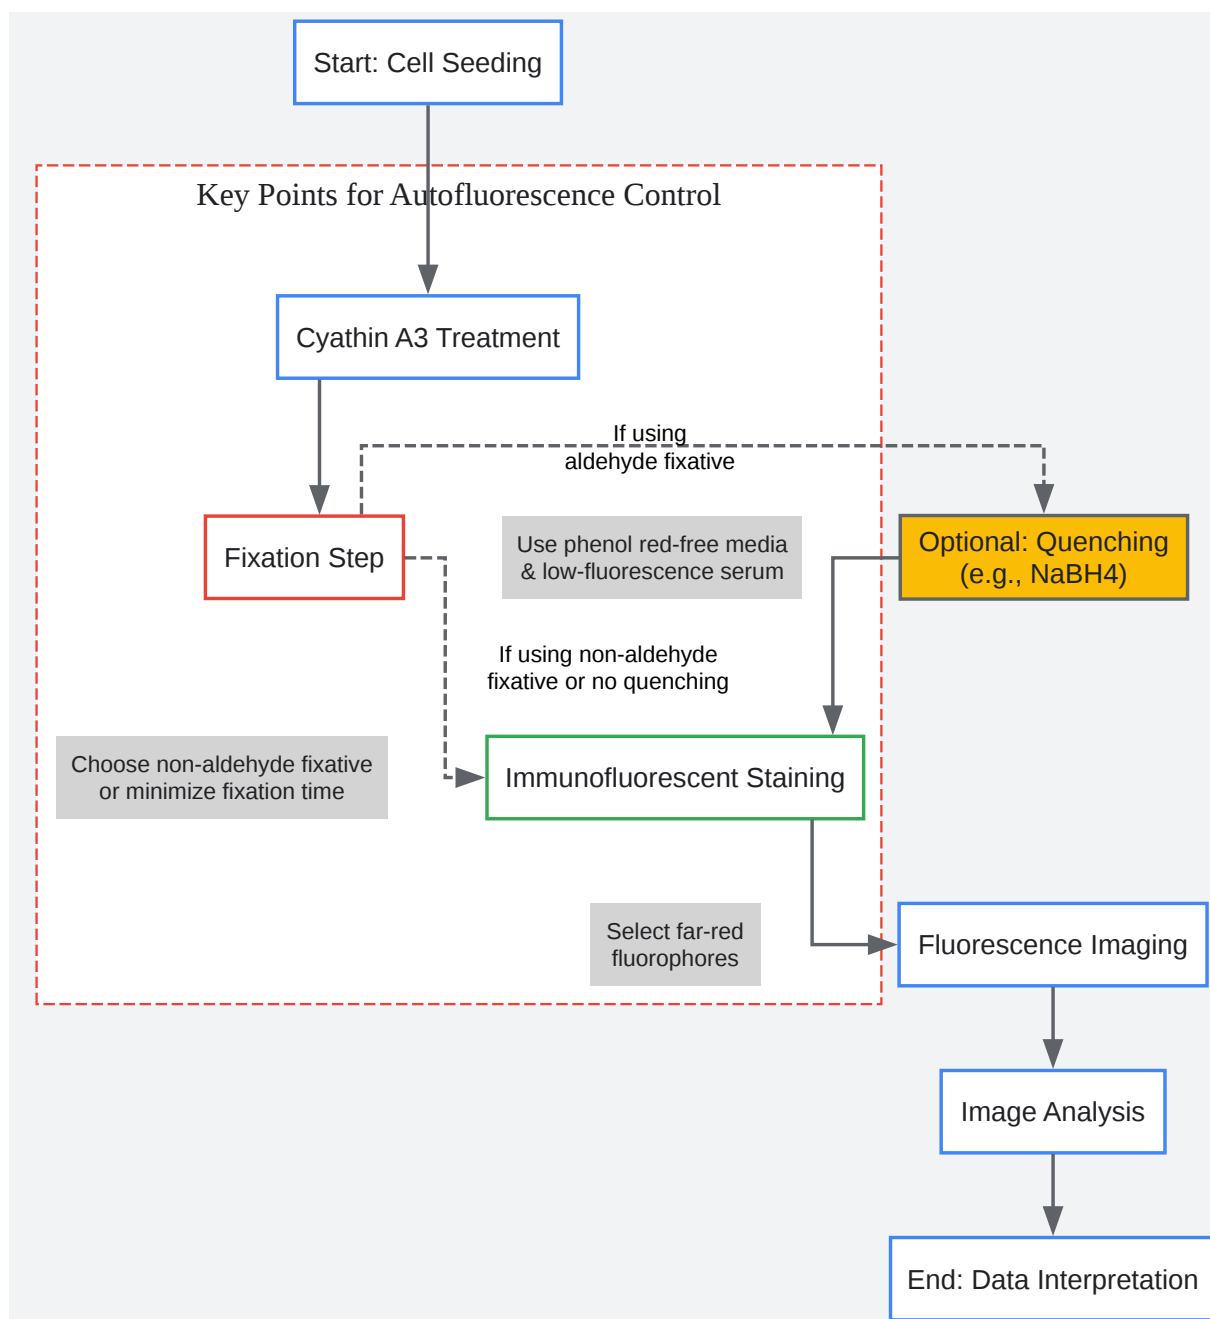 Start: Cell Seeding
Key Points for Autofluorescence Control
Cyathin A3 Treatment
If using
aldehyde fixative
Fixation Step
Use phenol red-free media
& low-fluorescence serum
Optional: Quenching
(e.g., NaBH4)
If using non-aldehyde
fixative or no quenching
Choose non-aldehyde fixative
or minimize fixation time
Immunofluorescent Staining
Select far-red
fluorophores
Fluorescence Imaging
Image Analysis
End: Data Interpretation